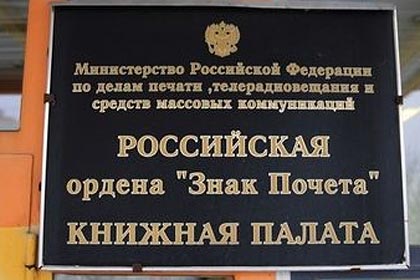 Министерство Российской Федерации
по делам печати ,телерадиовещания и
средств массовых коммуникаций
РОССИЙСКАЯ
ордена "Знак Почета"
КНИЖНАЯ ПАЛАТА